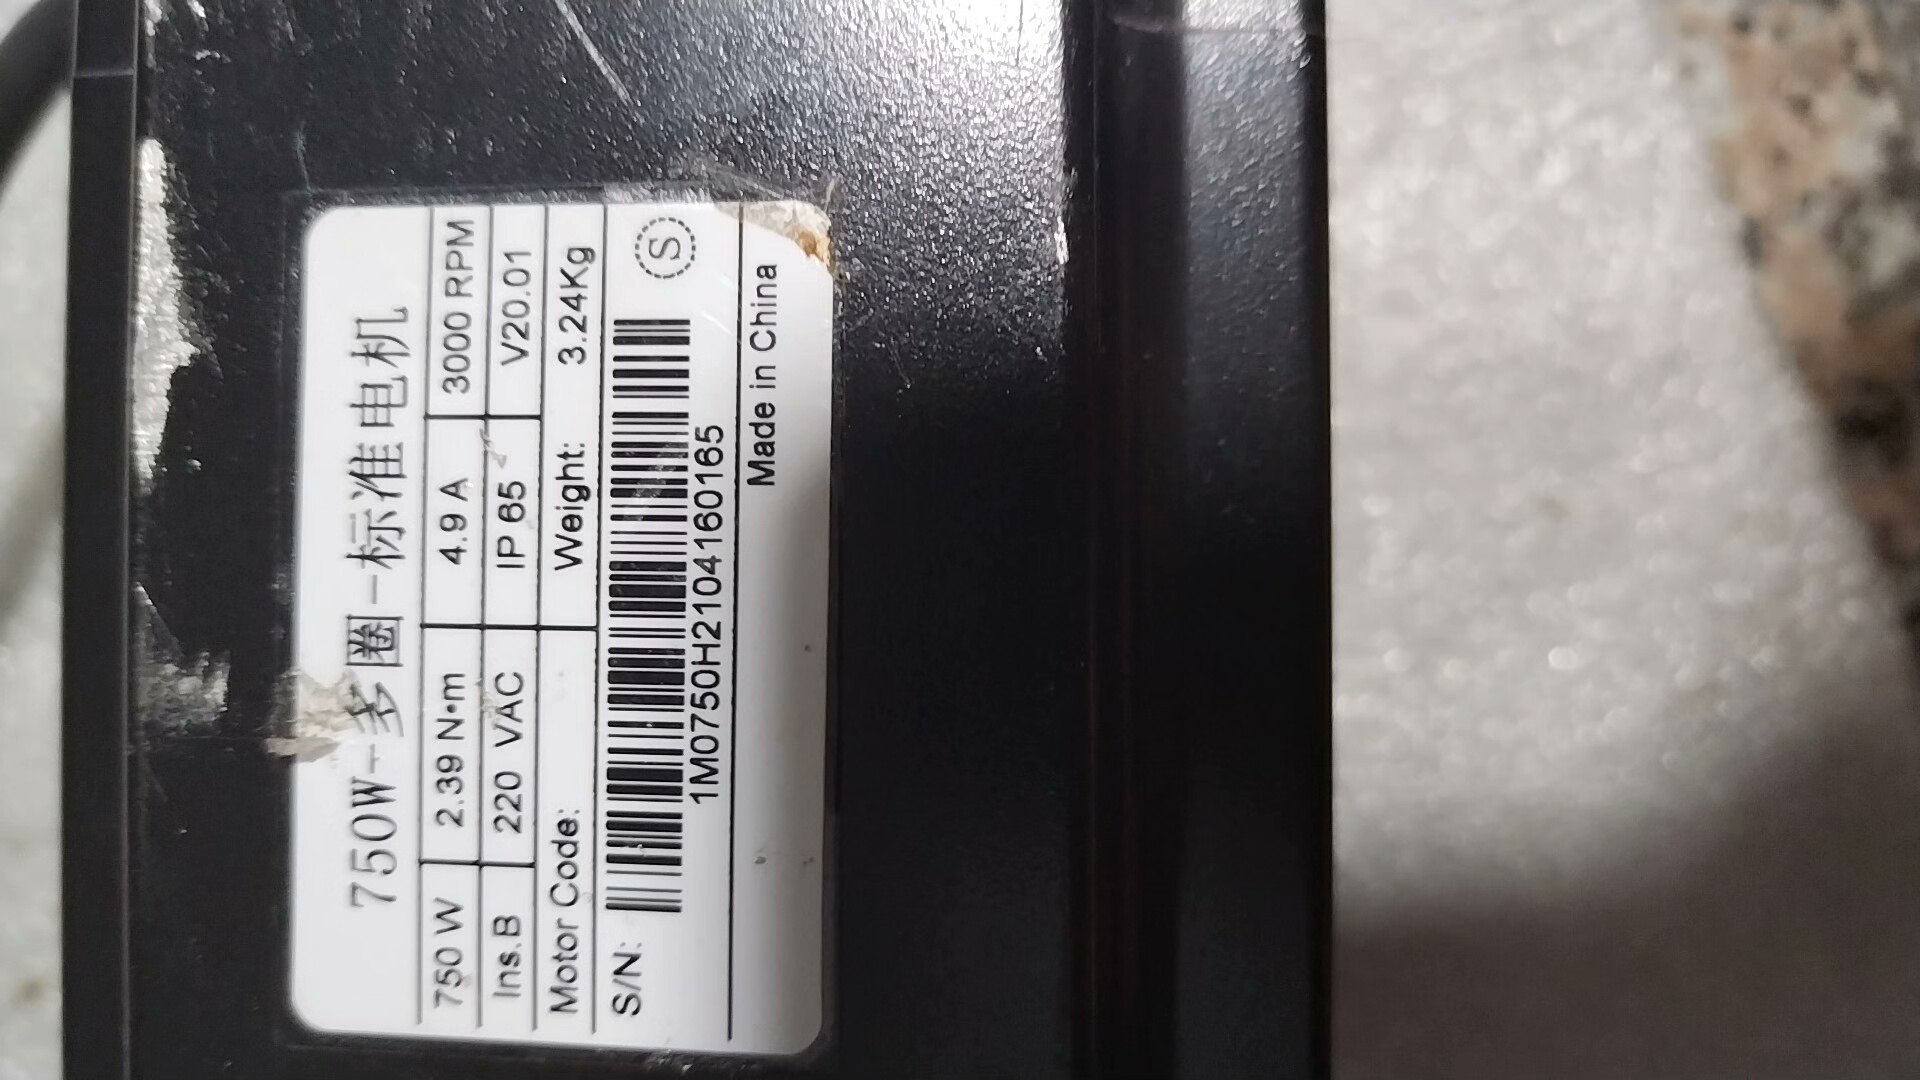 750W-多圈-标准电机
750 W 2.39 N•m 4.9 A 3000 RPM
Ins.B 220 VAC IP 65 V20.01
Motor Code: Weight: 3.24Kg
S/N: S
1M0750H2104160165
Made in China